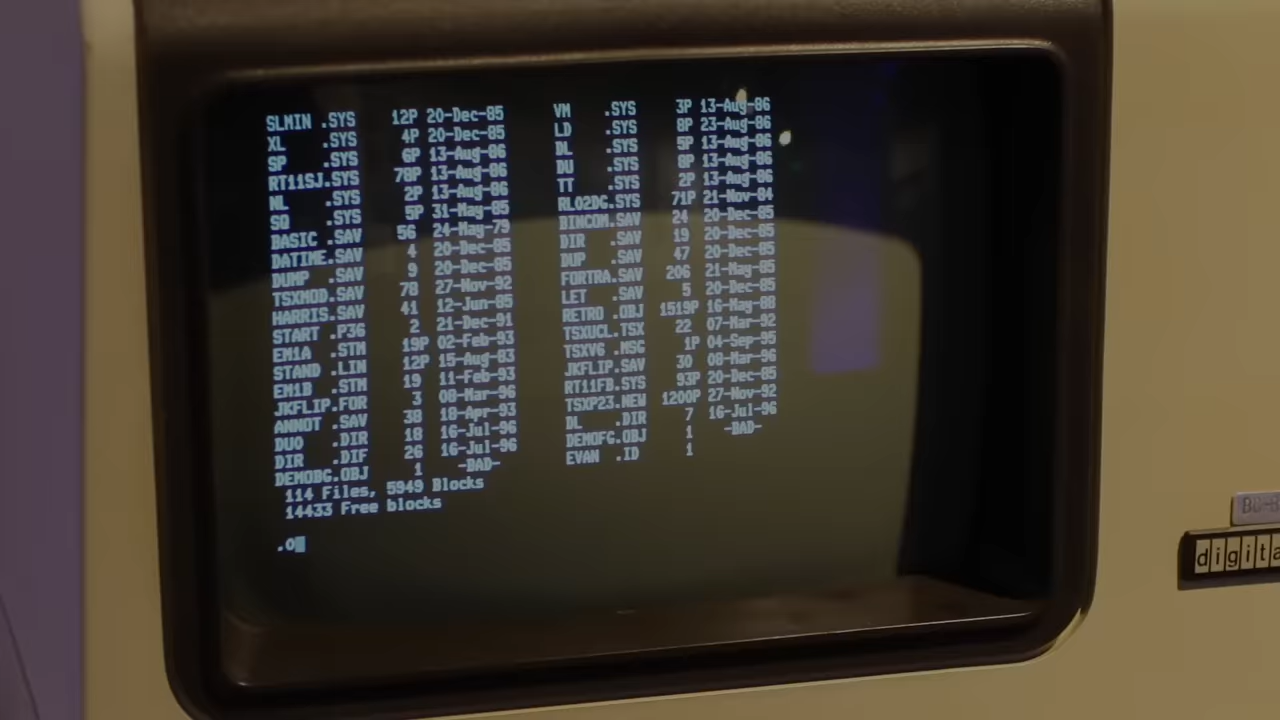 SLMIN .SYS 12P 20-Dec-85 VM .SYS 3P 13-Aug-86
XL .SYS 4P 20-Dec-85 LD .SYS 8P 23-Aug-86
SP .SYS 6P 13-Aug-86 DL .SYS 5P 13-Aug-86
RT11SJ.SYS 78P 13-Aug-86 DU .SYS 8P 13-Aug-86
NL .SYS 2P 13-Aug-86 TT .SYS 2P 13-Aug-86
SD .SYS 5P 31-May-85 RL02DG.SYS 71P 21-Nov-84
BASIC .SAV 56 24-May-79 BINCOM.SAV 24 20-Dec-85
DATIME.SAV 4 20-Dec-85 DIR .SAV 19 20-Dec-85
DUMP .SAV 9 20-Dec-85 DUP .SAV 47 20-Dec-85
TSXMOD.SAV 78 27-Nov-92 FORTRA.SAV 206 21-May-85
HARRIS.SAV 41 12-Jun-85 LET .SAV 5 20-Dec-85
START .P36 2 21-Dec-91 RETRO .OBJ 1519P 16-May-88
EM1A .STM 19P 02-Feb-93 TSXUCL.TSX 22 07-Mar-92
STAND .LIN 12P 15-Aug-83 TSXV6 .MSG 1P 04-Sep-95
EM1B .STM 19 11-Feb-93 JKFLIP.SAV 30 08-Mar-96
JKFLIP.FOR 3 08-Mar-96 RT11FB.SYS 93P 20-Dec-85
ANNOT .SAV 38 18-Apr-93 TSXP23.NEW 1200P 27-Nov-92
DUO .DIR 18 16-Jul-96 DL .DIR 7 16-Jul-96
DIR .DIF 26 16-Jul-96 DEMOFG.OBJ 1 -BAD-
DEMOBG.OBJ 1 -BAD- EVAN .ID 1
114 Files, 5949 Blocks
14433 Free blocks
.O
digita